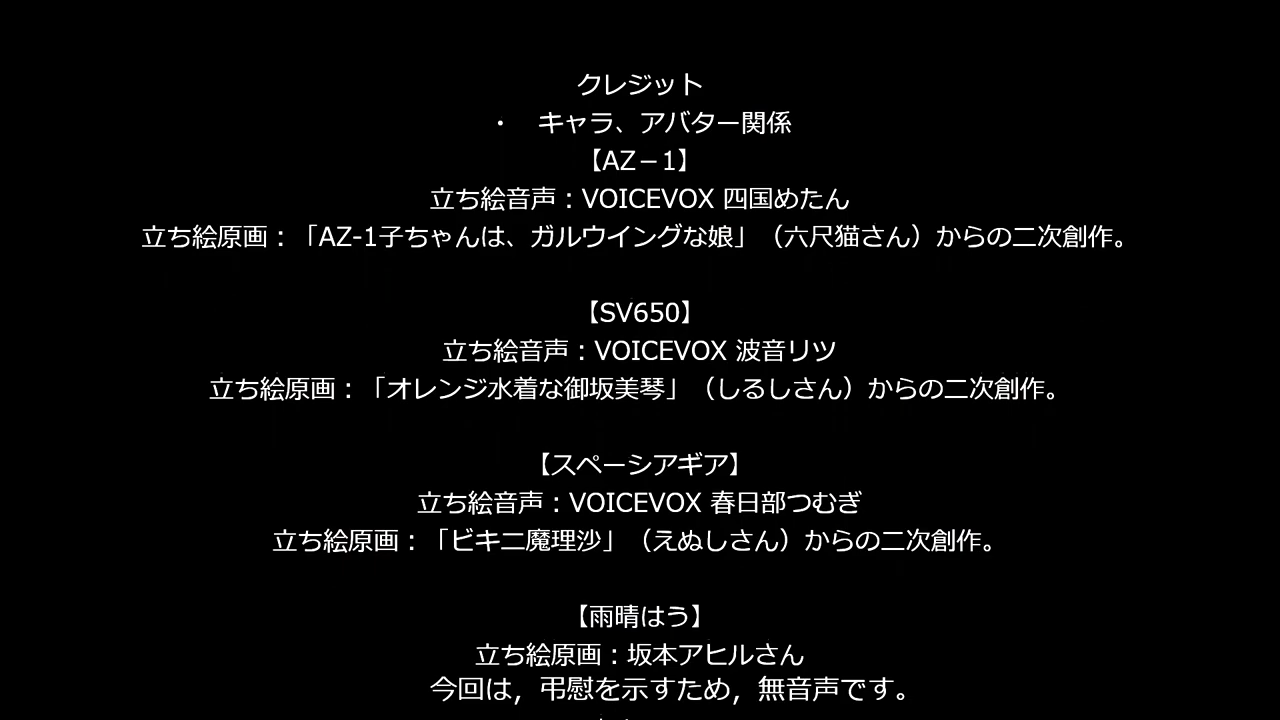 クレジット
・　キャラ、アバター関係
【AZ－1】
立ち絵音声：VOICEVOX 四国めたん
立ち絵原画：「AZ-1子ちゃんは、ガルウイングな娘」（六尺猫さん）からの二次創作。
【SV650】
立ち絵音声：VOICEVOX 波音リツ
立ち絵原画：「オレンジ水着な御坂美琴」（しるしさん）からの二次創作。
【スペーシアギア】
立ち絵音声：VOICEVOX 春日部つむぎ
立ち絵原画：「ビキニ魔理沙」（えぬしさん）からの二次創作。
【雨晴はう】
立ち絵原画：坂本アヒルさん
今回は，弔慰を示すため，無音声です。